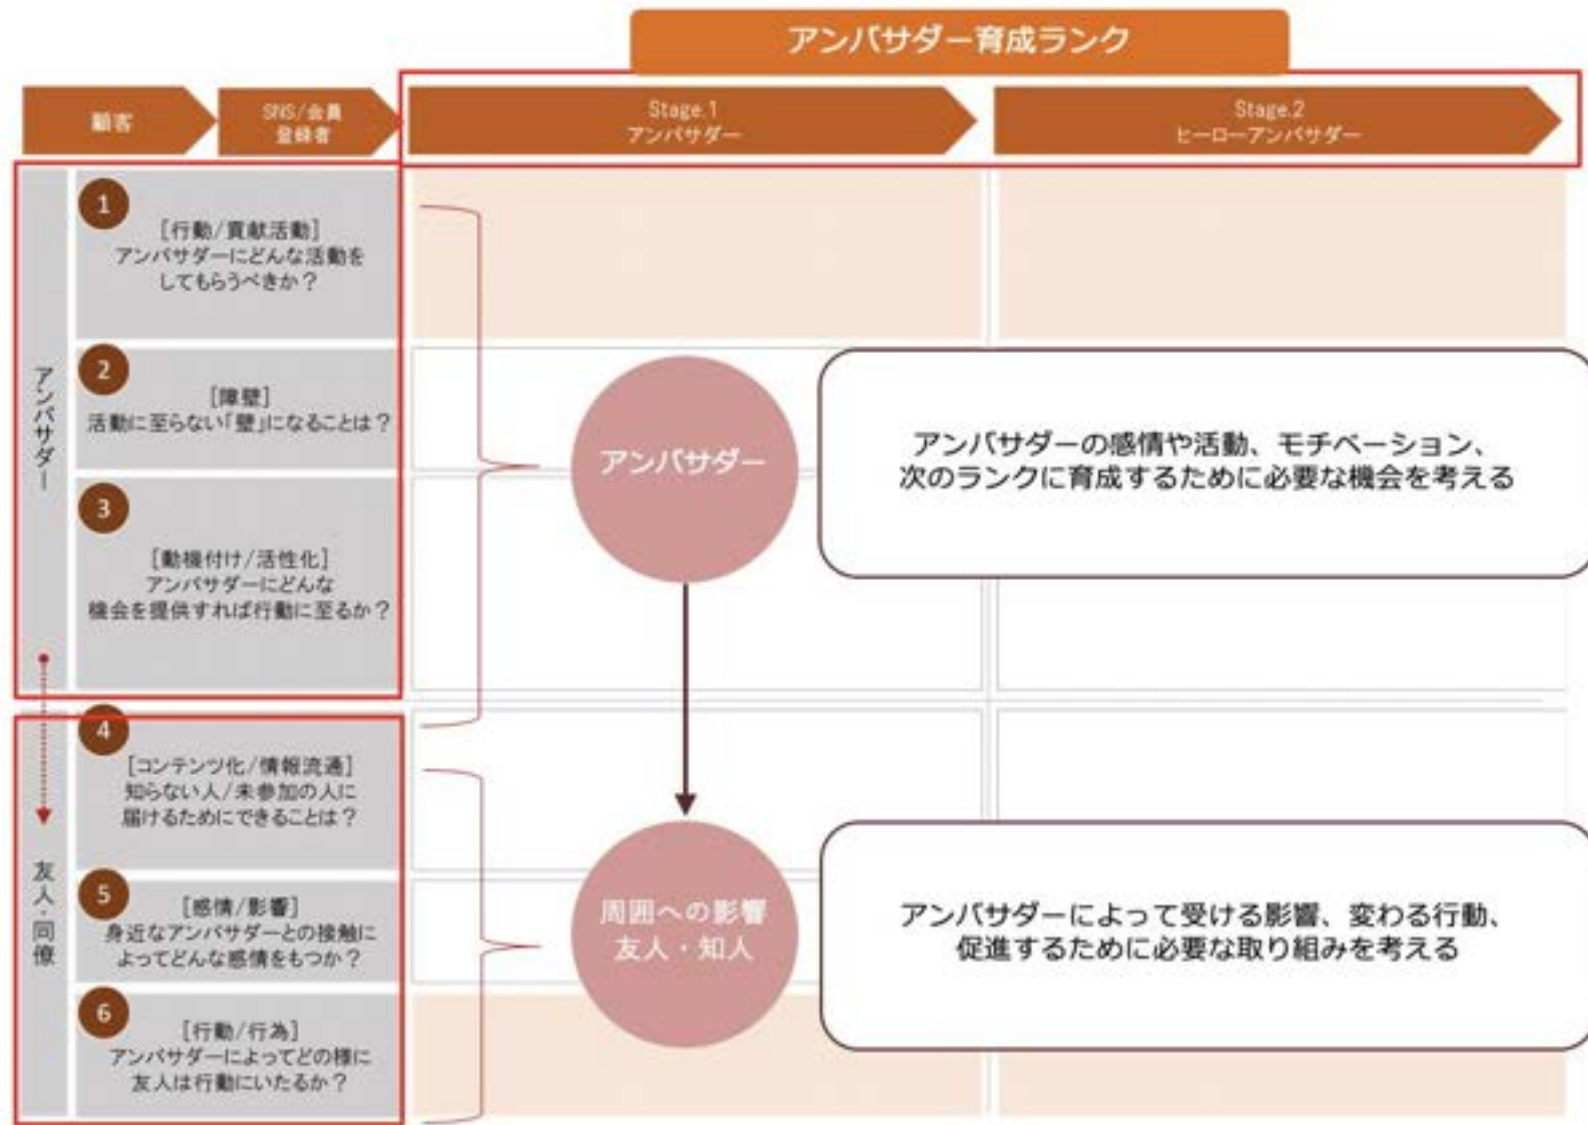 アンバサダー育成ランク
顧客
SNS/会員
登録者
Stage.1
アンバサダー
Stage.2
ヒーローアンバサダー
アンバサダー
1
[行動/貢献活動]
アンバサダーにどんな活動を
してもらうべきか？
2
[障壁]
活動に至らない「壁」になることは？
3
[動機付け/活性化]
アンバサダーにどんな
機会を提供すれば行動に至るか？
アンバサダー
アンバサダーの感情や活動、モチベーション、
次のランクに育成するために必要な機会を考える
友人・同僚
4
[コンテンツ化/情報流通]
知らない人/未参加の人に
届けるためにできることは？
5
[感情/影響]
身近なアンバサダーとの接触に
よってどんな感情をもつか？
6
[行動/行為]
アンバサダーによってどの様に
友人は行動にいたるか？
周囲への影響
友人・知人
アンバサダーによって受ける影響、変わる行動、
促進するために必要な取り組みを考える